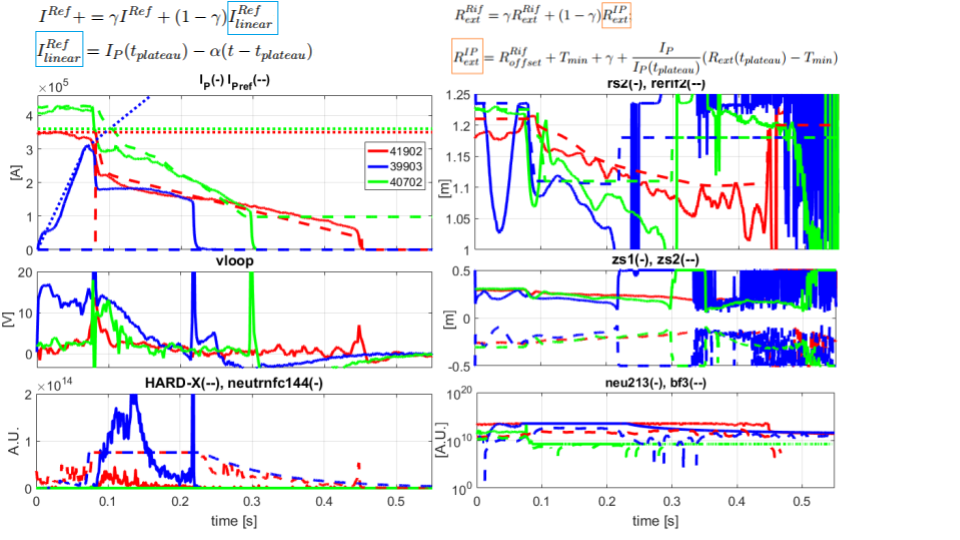 I^{Ref} += γI^{Ref} + (1 − γ)I^{Ref}_{linear}
I^{Ref}_{linear} = I_P(t_{plateau}) − α(t − t_{plateau})
R^{Rif}_{ext} = γR^{Rif}_{ext} + (1 − γ)R^{IP}_{ext};
R^{IP}_{ext} = R^{Rif}_{offset} + T_{min} + γ + \frac{I_P}{I_P(t_{plateau})}(R_{ext}(t_{plateau}) − T_{min})
I_P(-) I_{Pref}(--)
×10^5
4
3
2
1
0
[A]
41902
39903
40702
vloop
20
10
0
[V]
HARD-X(--), neutrnfc144(-)
×10^{14}
2
1
0
A.U.
0 0.1 0.2 0.3 0.4 0.5
time [s]
rs2(-), rerif2(--)
1.25
1.2
1.15
1.1
1.05
1
[m]
zs1(-), zs2(--)
0.5
0
-0.5
[m]
neu213(-), bf3(--)
10^{20}
10^{10}
10^0
[A.U.]
0 0.1 0.2 0.3 0.4 0.5
time [s]